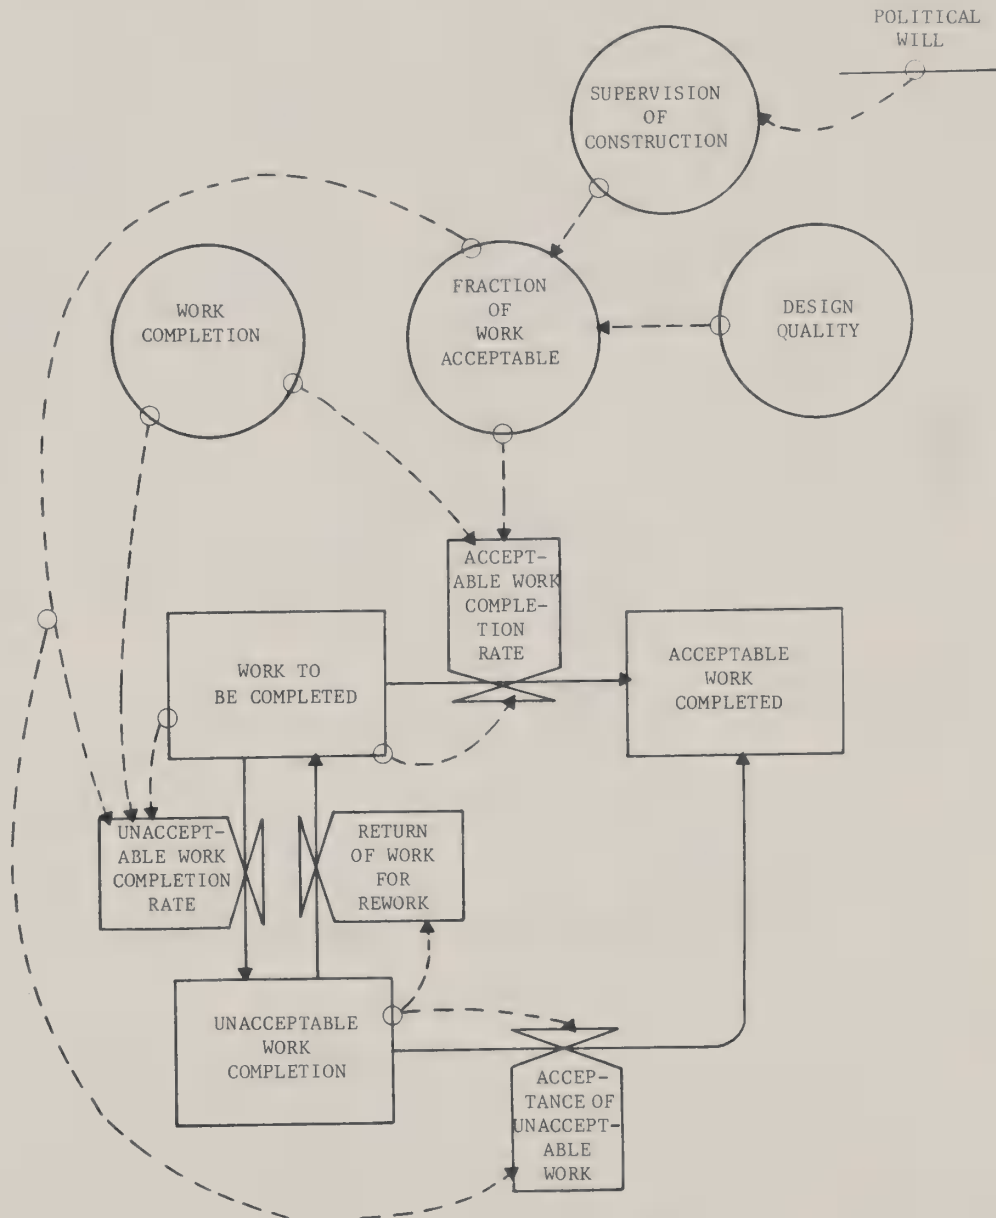 POLITICAL
WILL
SUPERVISION
OF
CONSTRUCTION
FRACTION
OF
WORK
ACCEPTABLE
WORK
COMPLETION
DESIGN
QUALITY
ACCEPT-
ABLE WORK
COMPLE-
TION
RATE
WORK TO
BE COMPLETED
ACCEPTABLE
WORK
COMPLETED
UNACCEPT-
ABLE WORK
COMPLETION
RATE
RETURN
OF WORK
FOR
REWORK
UNACCEPTABLE
WORK
COMPLETION
ACCEP-
TANCE OF
UNACCEPT-
ABLE
WORK